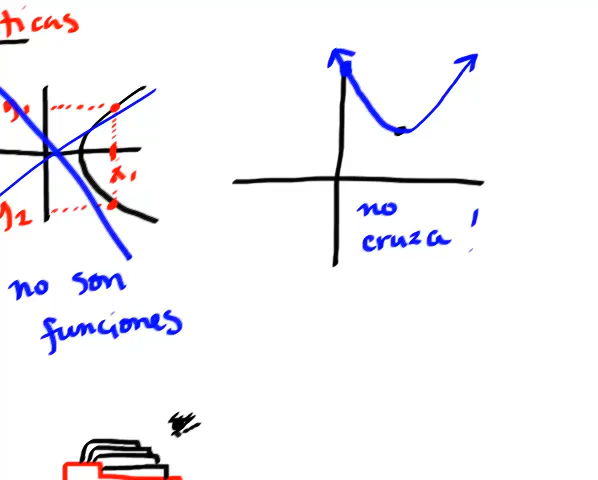 ticas
y₁
x₁
y₂
no son
funciones
no
cruza !